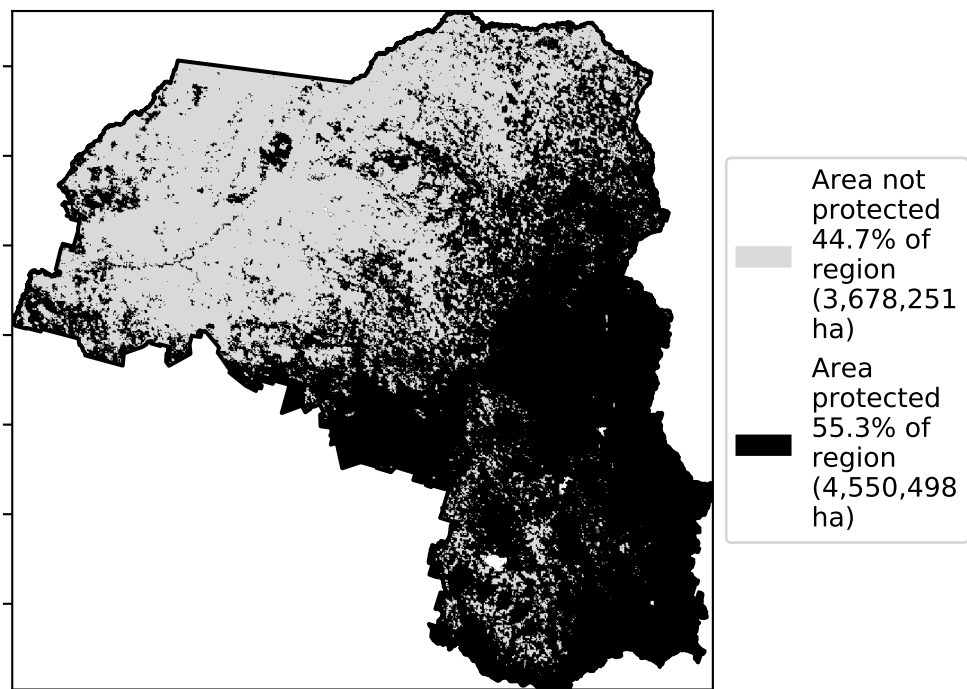 Area not
protected
44.7% of
region
(3,678,251
ha)
Area
protected
55.3% of
region
(4,550,498
ha)